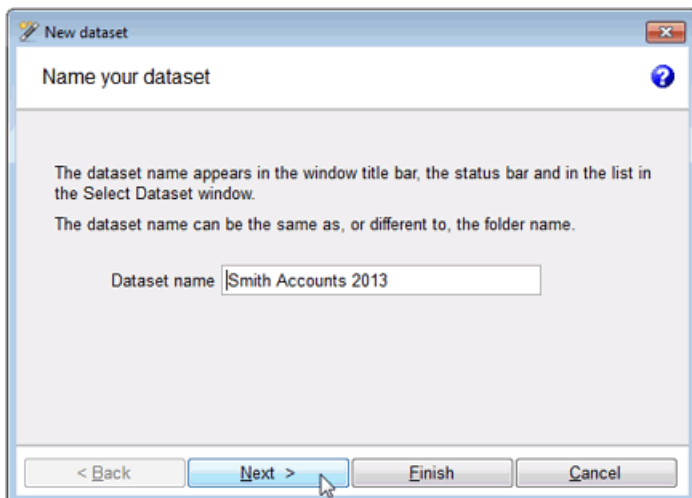 New dataset
Name your dataset
The dataset name appears in the window title bar, the status bar and in the list in
the Select Dataset window.
The dataset name can be the same as, or different to, the folder name.
Dataset name Smith Accounts 2013
< Back Next > Finish Cancel